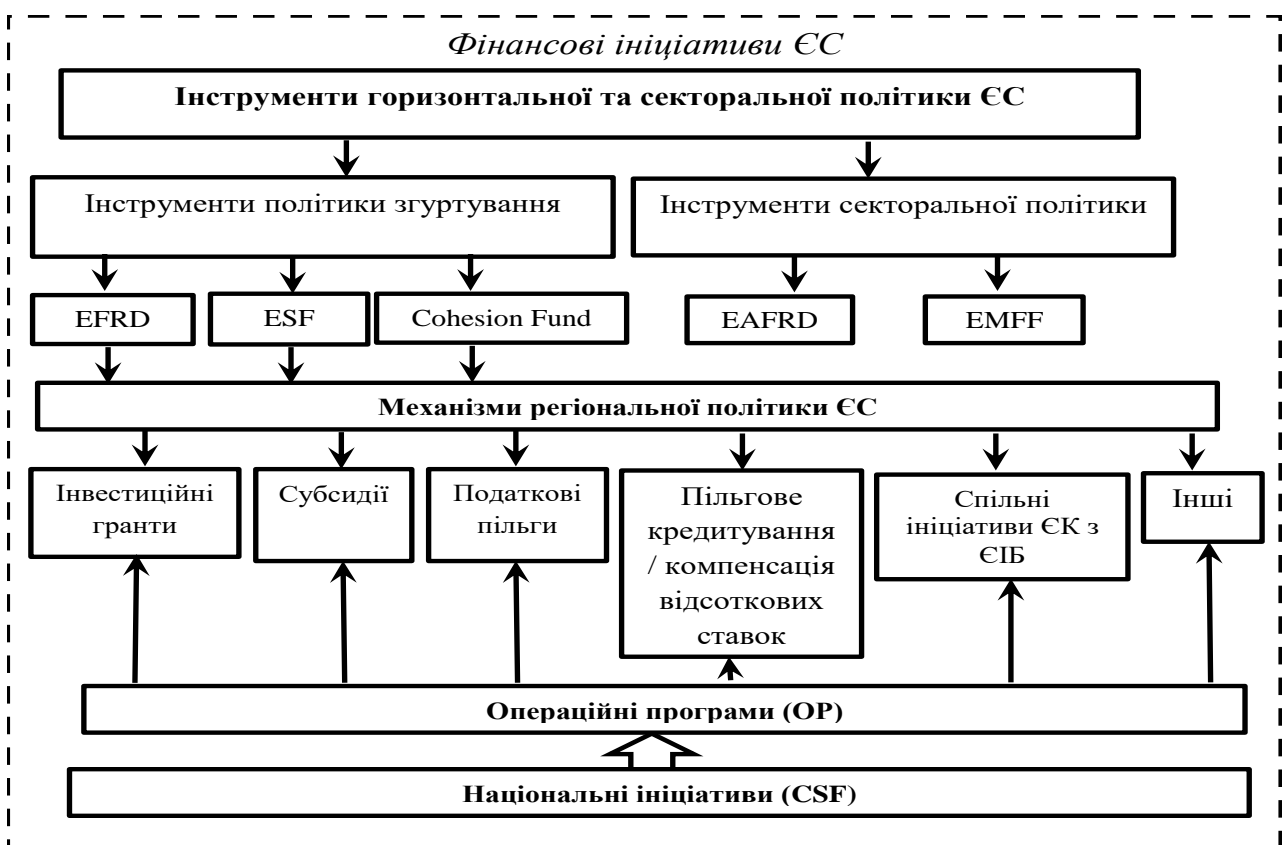 Фінансові ініціативи ЄС
Інструменти горизонтальної та секторальної політики ЄС
Інструменти політики згуртування
Інструменти секторальної політики
EFRD
ESF
Cohesion Fund
EAFRD
EMFF
Механізми регіональної політики ЄС
Інвестиційні
гранти
Субсидії
Податкові
пільги
Пільгове
кредитування
/ компенсація
відсоткових
ставок
Спільні
ініціативи ЄК з
ЄІБ
Інші
Операційні програми (ОР)
Національні ініціативи (CSF)